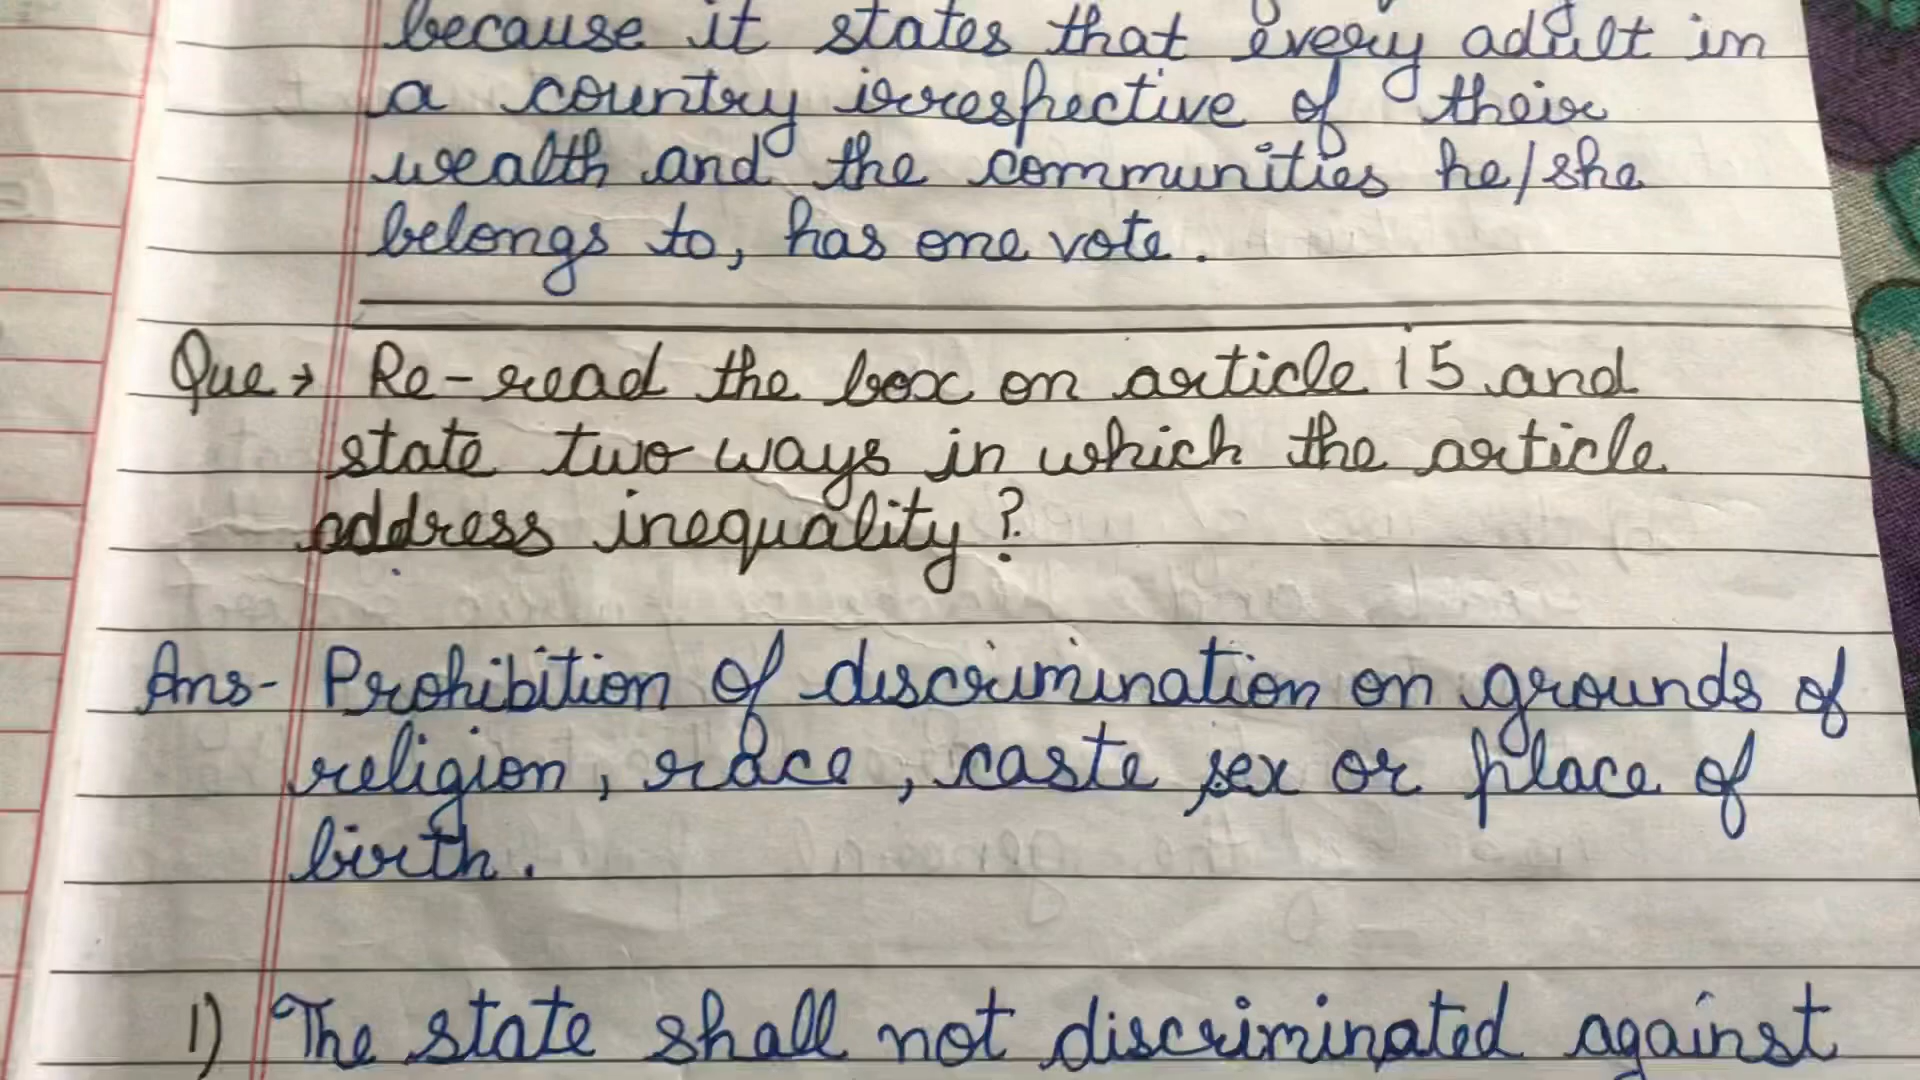 because it states that every adult in
a country irrespective of their
wealth and the communities he/she
belongs to, has one vote.
Que → Re-read the box on article 15 and
state two ways in which the article
address inequality?
Ans- Prohibition of discrimination on grounds of
religion, race, caste sex or place of
birth.
1) The state shall not discriminated against